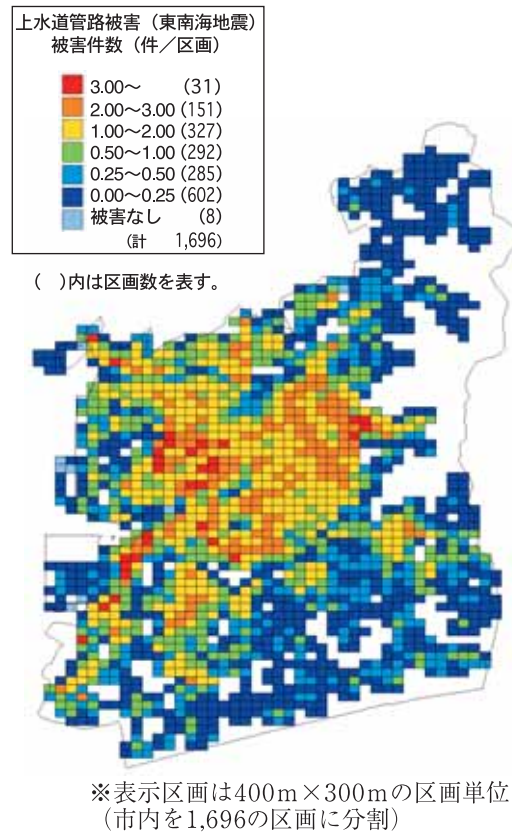 上水道管路被害（東南海地震）
被害件数（件／区画）
3.00～ (31)
2.00～3.00 (151)
1.00～2.00 (327)
0.50～1.00 (292)
0.25～0.50 (285)
0.00～0.25 (602)
被害なし (8)
(計 1,696)
（　）内は区画数を表す。
※表示区画は400m×300mの区画単位
（市内を1,696の区画に分割）